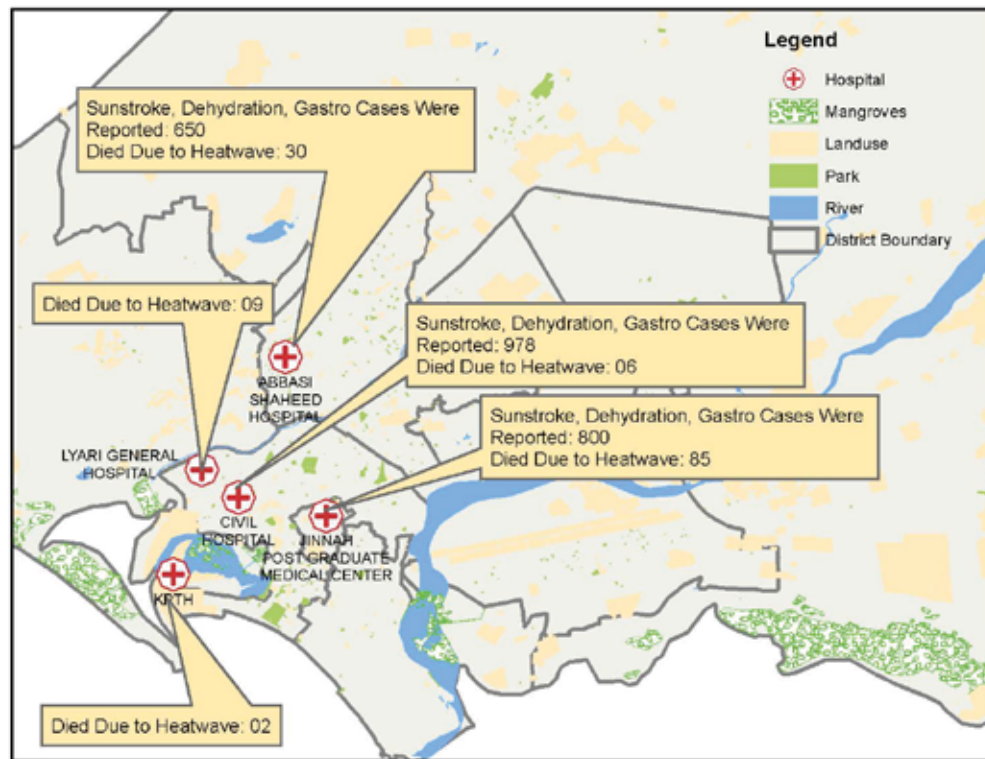 Legend
Hospital
Mangroves
Landuse
Park
River
District Boundary
Sunstroke, Dehydration, Gastro Cases Were
Reported: 650
Died Due to Heatwave: 30
Died Due to Heatwave: 09
Sunstroke, Dehydration, Gastro Cases Were
Reported: 978
Died Due to Heatwave: 06
Sunstroke, Dehydration, Gastro Cases Were
Reported: 800
Died Due to Heatwave: 85
ABBASI
SHAHEED
HOSPITAL
LYARI GENERAL
HOSPITAL
CIVIL
HOSPITAL
JINNAH
POST GRADUATE
MEDICAL CENTER
KPTH
Died Due to Heatwave: 02